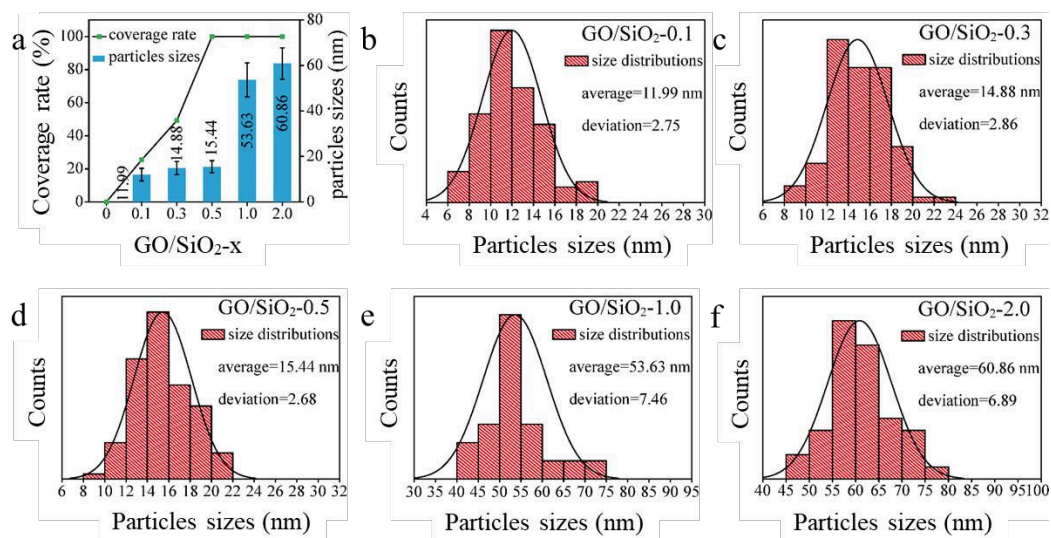 a
Coverage rate (%)
100
80
60
40
20
0
coverage rate
particles sizes
11.99
14.88
15.44
53.63
60.86
80
60
40
20
0
particles sizes (nm)
0 0.1 0.3 0.5 1.0 2.0
GO/SiO₂-x
b
Counts
GO/SiO₂-0.1
size distributions
average=11.99 nm
deviation=2.75
4 6 8 10 12 14 16 18 20 22 24 26 28 30
Particles sizes (nm)
c
Counts
GO/SiO₂-0.3
size distributions
average=14.88 nm
deviation=2.86
6 8 10 12 14 16 18 20 22 24 26 28 30 32
Particles sizes (nm)
d
Counts
GO/SiO₂-0.5
size distributions
average=15.44 nm
deviation=2.68
6 8 10 12 14 16 18 20 22 24 26 28 30 32
Particles sizes (nm)
e
Counts
GO/SiO₂-1.0
size distributions
average=53.63 nm
deviation=7.46
30 35 40 45 50 55 60 65 70 75 80 85 90 95
Particles sizes (nm)
f
Counts
GO/SiO₂-2.0
size distributions
average=60.86 nm
deviation=6.89
40 45 50 55 60 65 70 75 80 85 90 95 100
Particles sizes (nm)